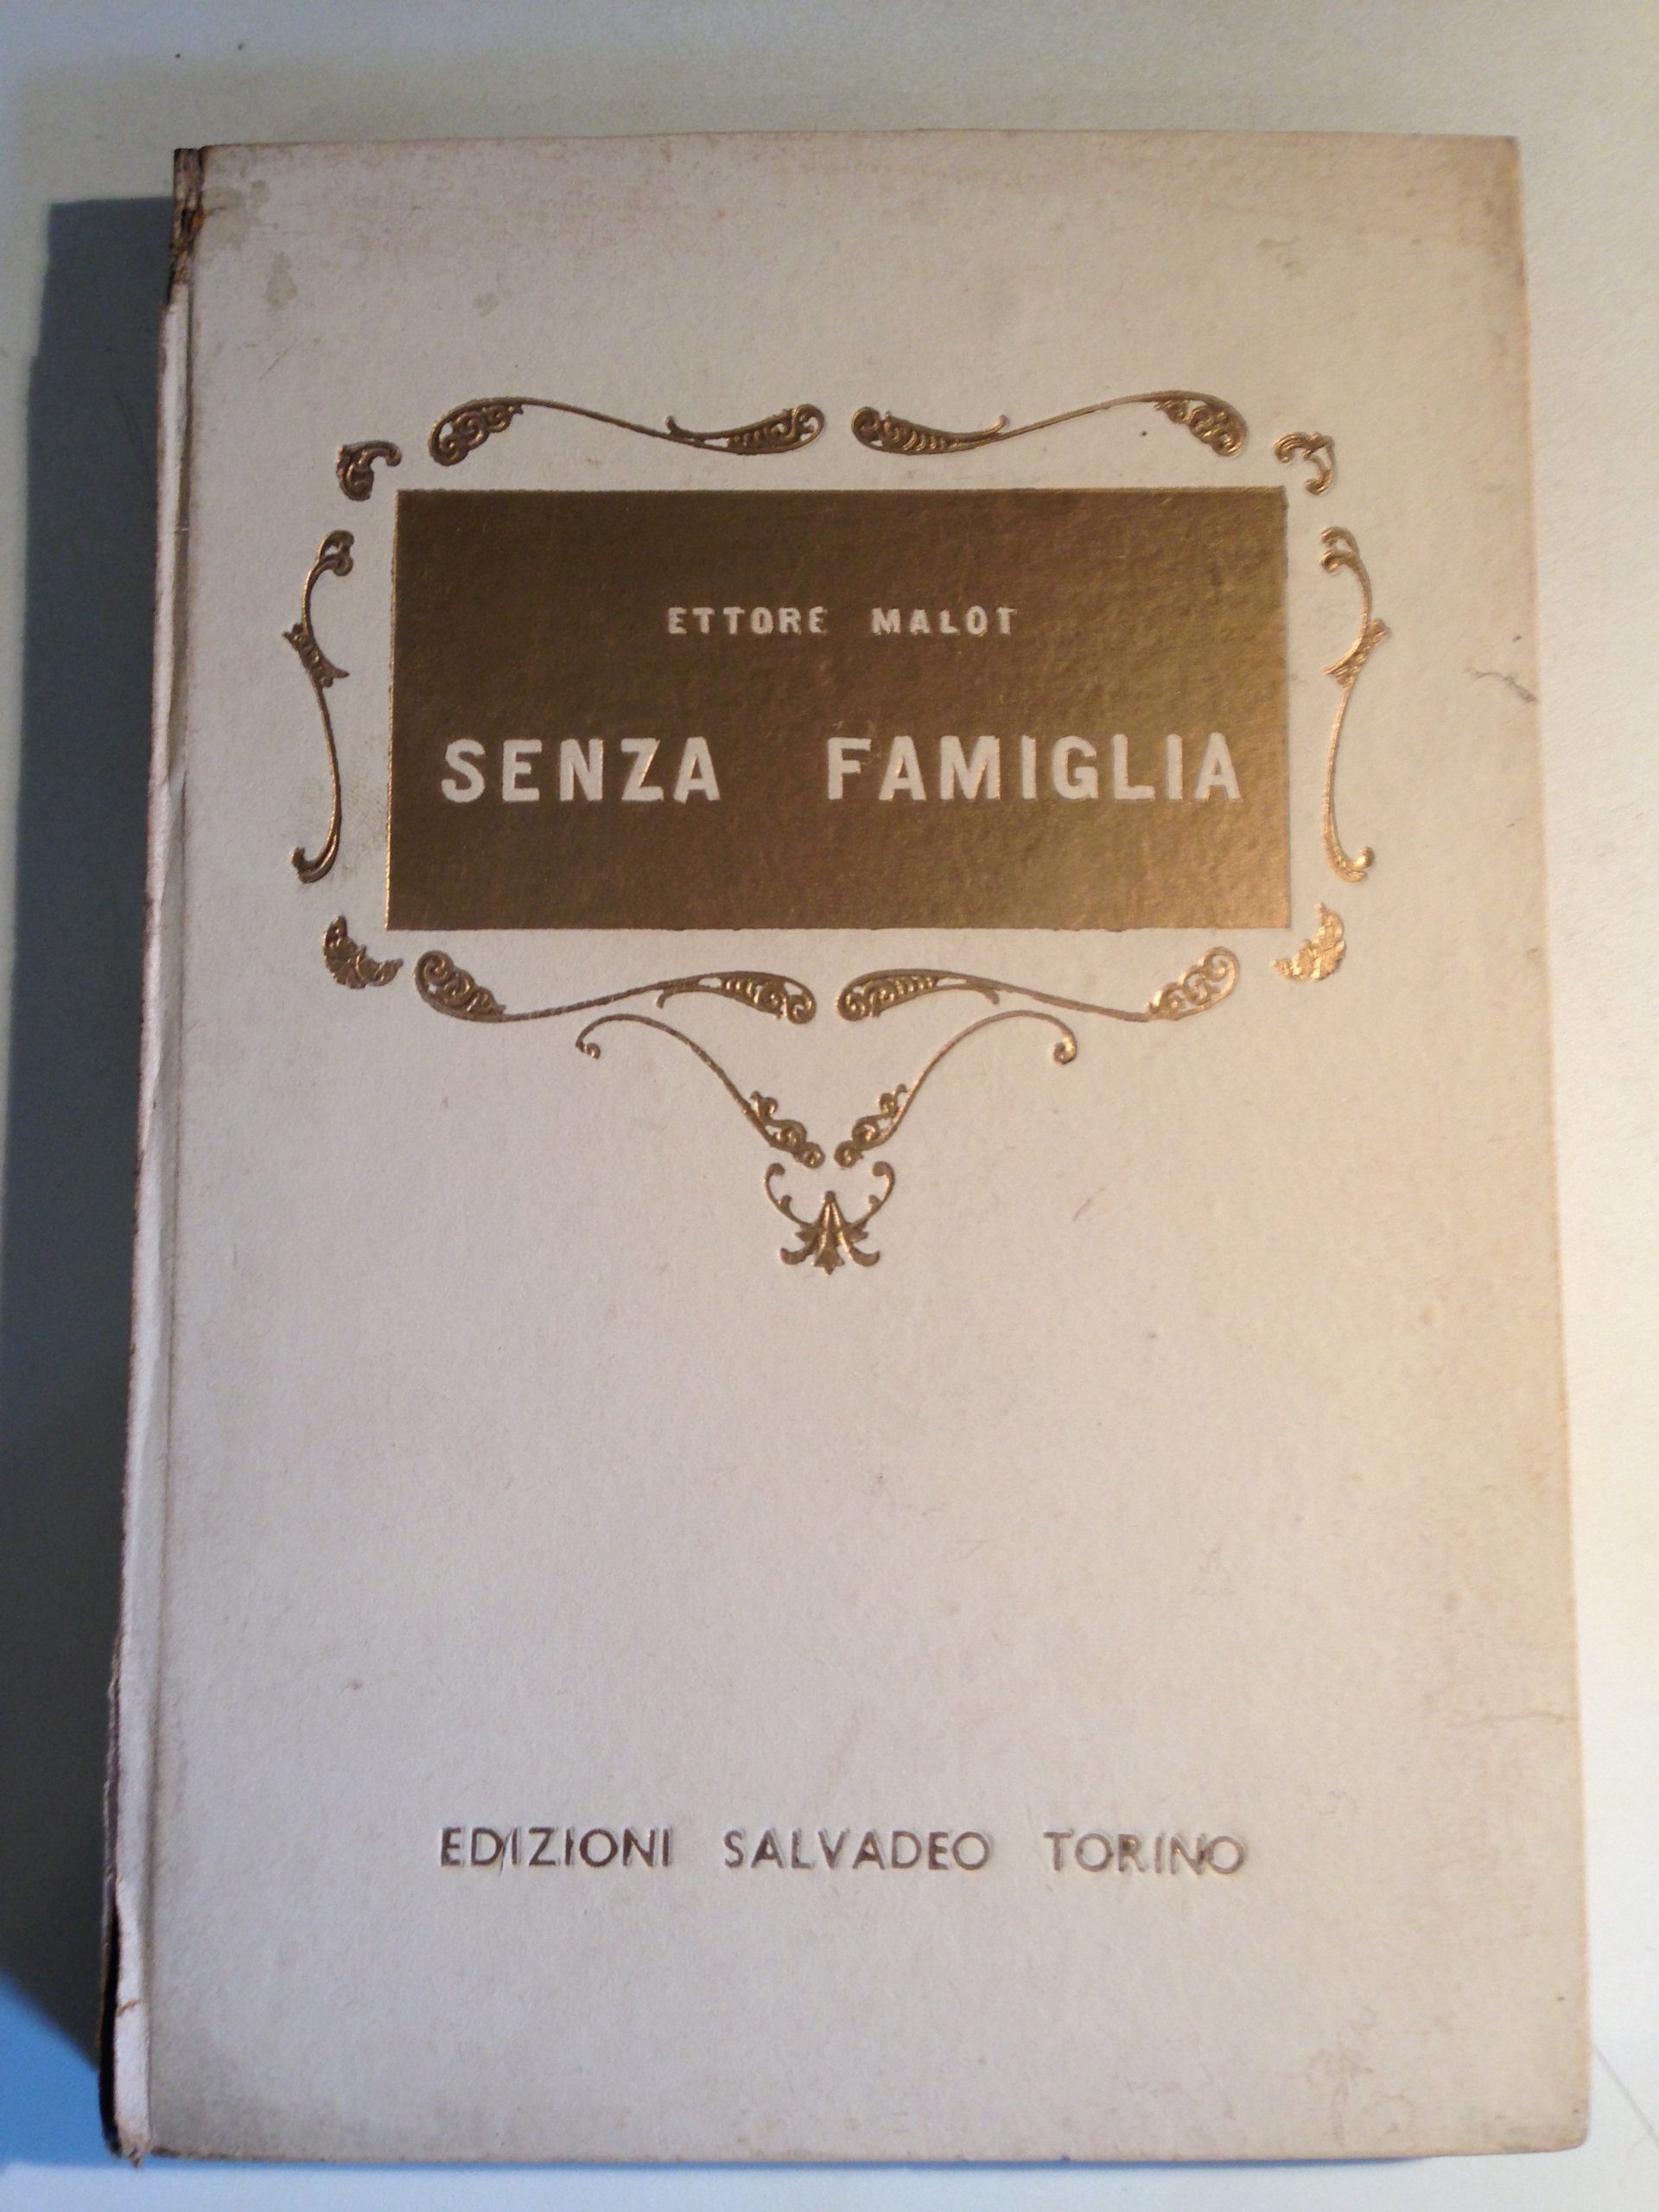 ETTORE MALOT
SENZA FAMIGLIA
EDIZIONI SALVADEO TORINO